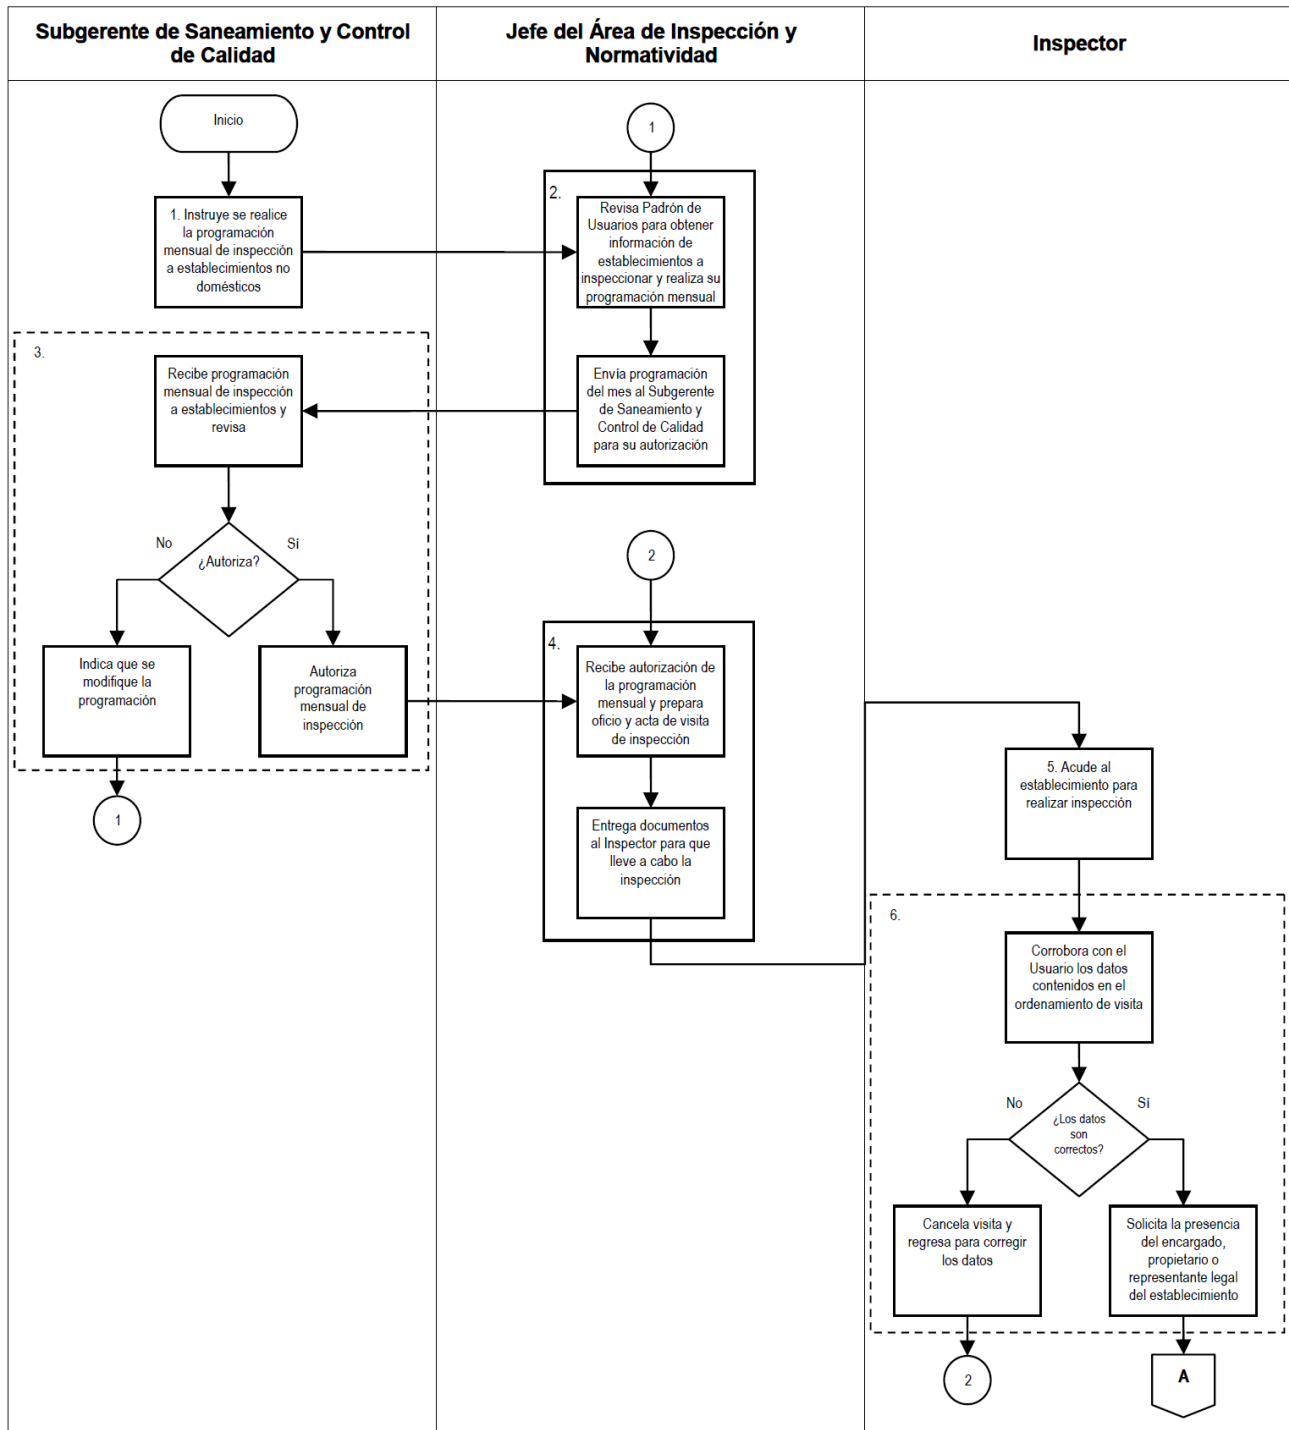 Subgerente de Saneamiento y Control
de Calidad
Jefe del Área de Inspección y
Normatividad
Inspector
Inicio
1. Instruye se realice
la programación
mensual de inspección
a establecimientos no
domésticos
1
2.
Revisa Padrón de
Usuarios para obtener
información de
establecimientos a
inspeccionar y realiza su
programación mensual
Envía programación
del mes al Subgerente
de Saneamiento y
Control de Calidad
para su autorización
3.
Recibe programación
mensual de inspección
a establecimientos y
revisa
¿Autoriza?
No
Sí
Indica que se
modifique la
programación
Autoriza
programación
mensual de
inspección
1
2
4.
Recibe autorización de
la programación
mensual y prepara
oficio y acta de visita
de inspección
Entrega documentos
al Inspector para que
lleve a cabo la
inspección
5. Acude al
establecimiento para
realizar inspección
6.
Corrobora con el
Usuario los datos
contenidos en el
ordenamiento de visita
No
Sí
¿Los datos
son
correctos?
Cancela visita y
regresa para corregir
los datos
Solicita la presencia
del encargado,
propietario o
representante legal
del establecimiento
2
A